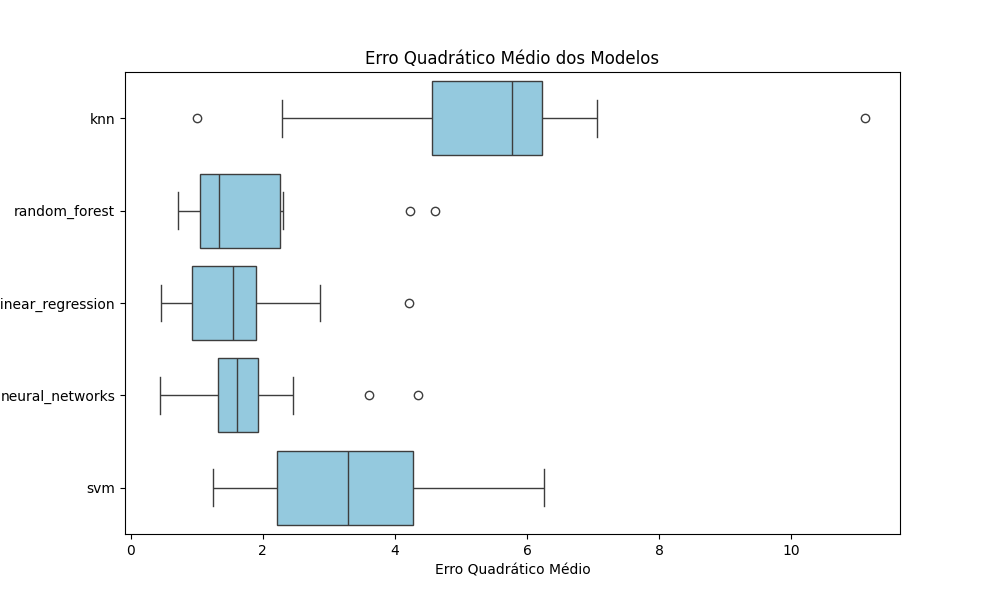 Erro Quadrático Médio dos Modelos
knn
random_forest
inear_regression
neural_networks
svm
0 2 4 6 8 10
Erro Quadrático Médio